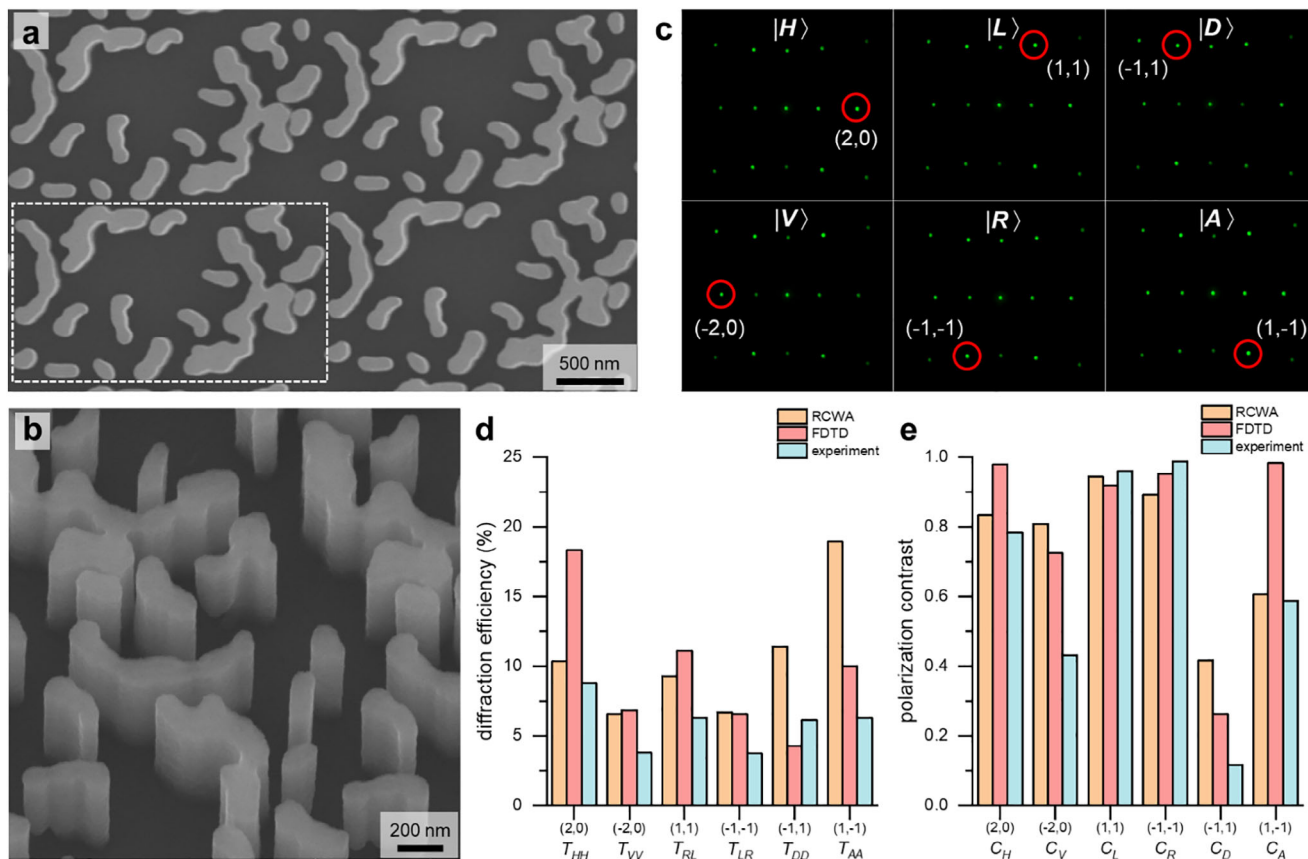 a
500 nm
b
200 nm
c
|H⟩
(2,0)
|L⟩
(1,1)
|D⟩
(-1,1)
|V⟩
(-2,0)
|R⟩
(-1,-1)
|A⟩
(1,-1)
d
RCWA
FDTD
experiment
diffraction efficiency (%)
25
20
15
10
5
0
(2,0) (-2,0) (1,1) (-1,-1) (-1,1) (1,-1)
T_HH T_VV T_RL T_LR T_DD T_AA
e
RCWA
FDTD
experiment
polarization contrast
1.0
0.8
0.6
0.4
0.2
0.0
(2,0) (-2,0) (1,1) (-1,-1) (-1,1) (1,-1)
C_H C_V C_L C_R C_D C_A